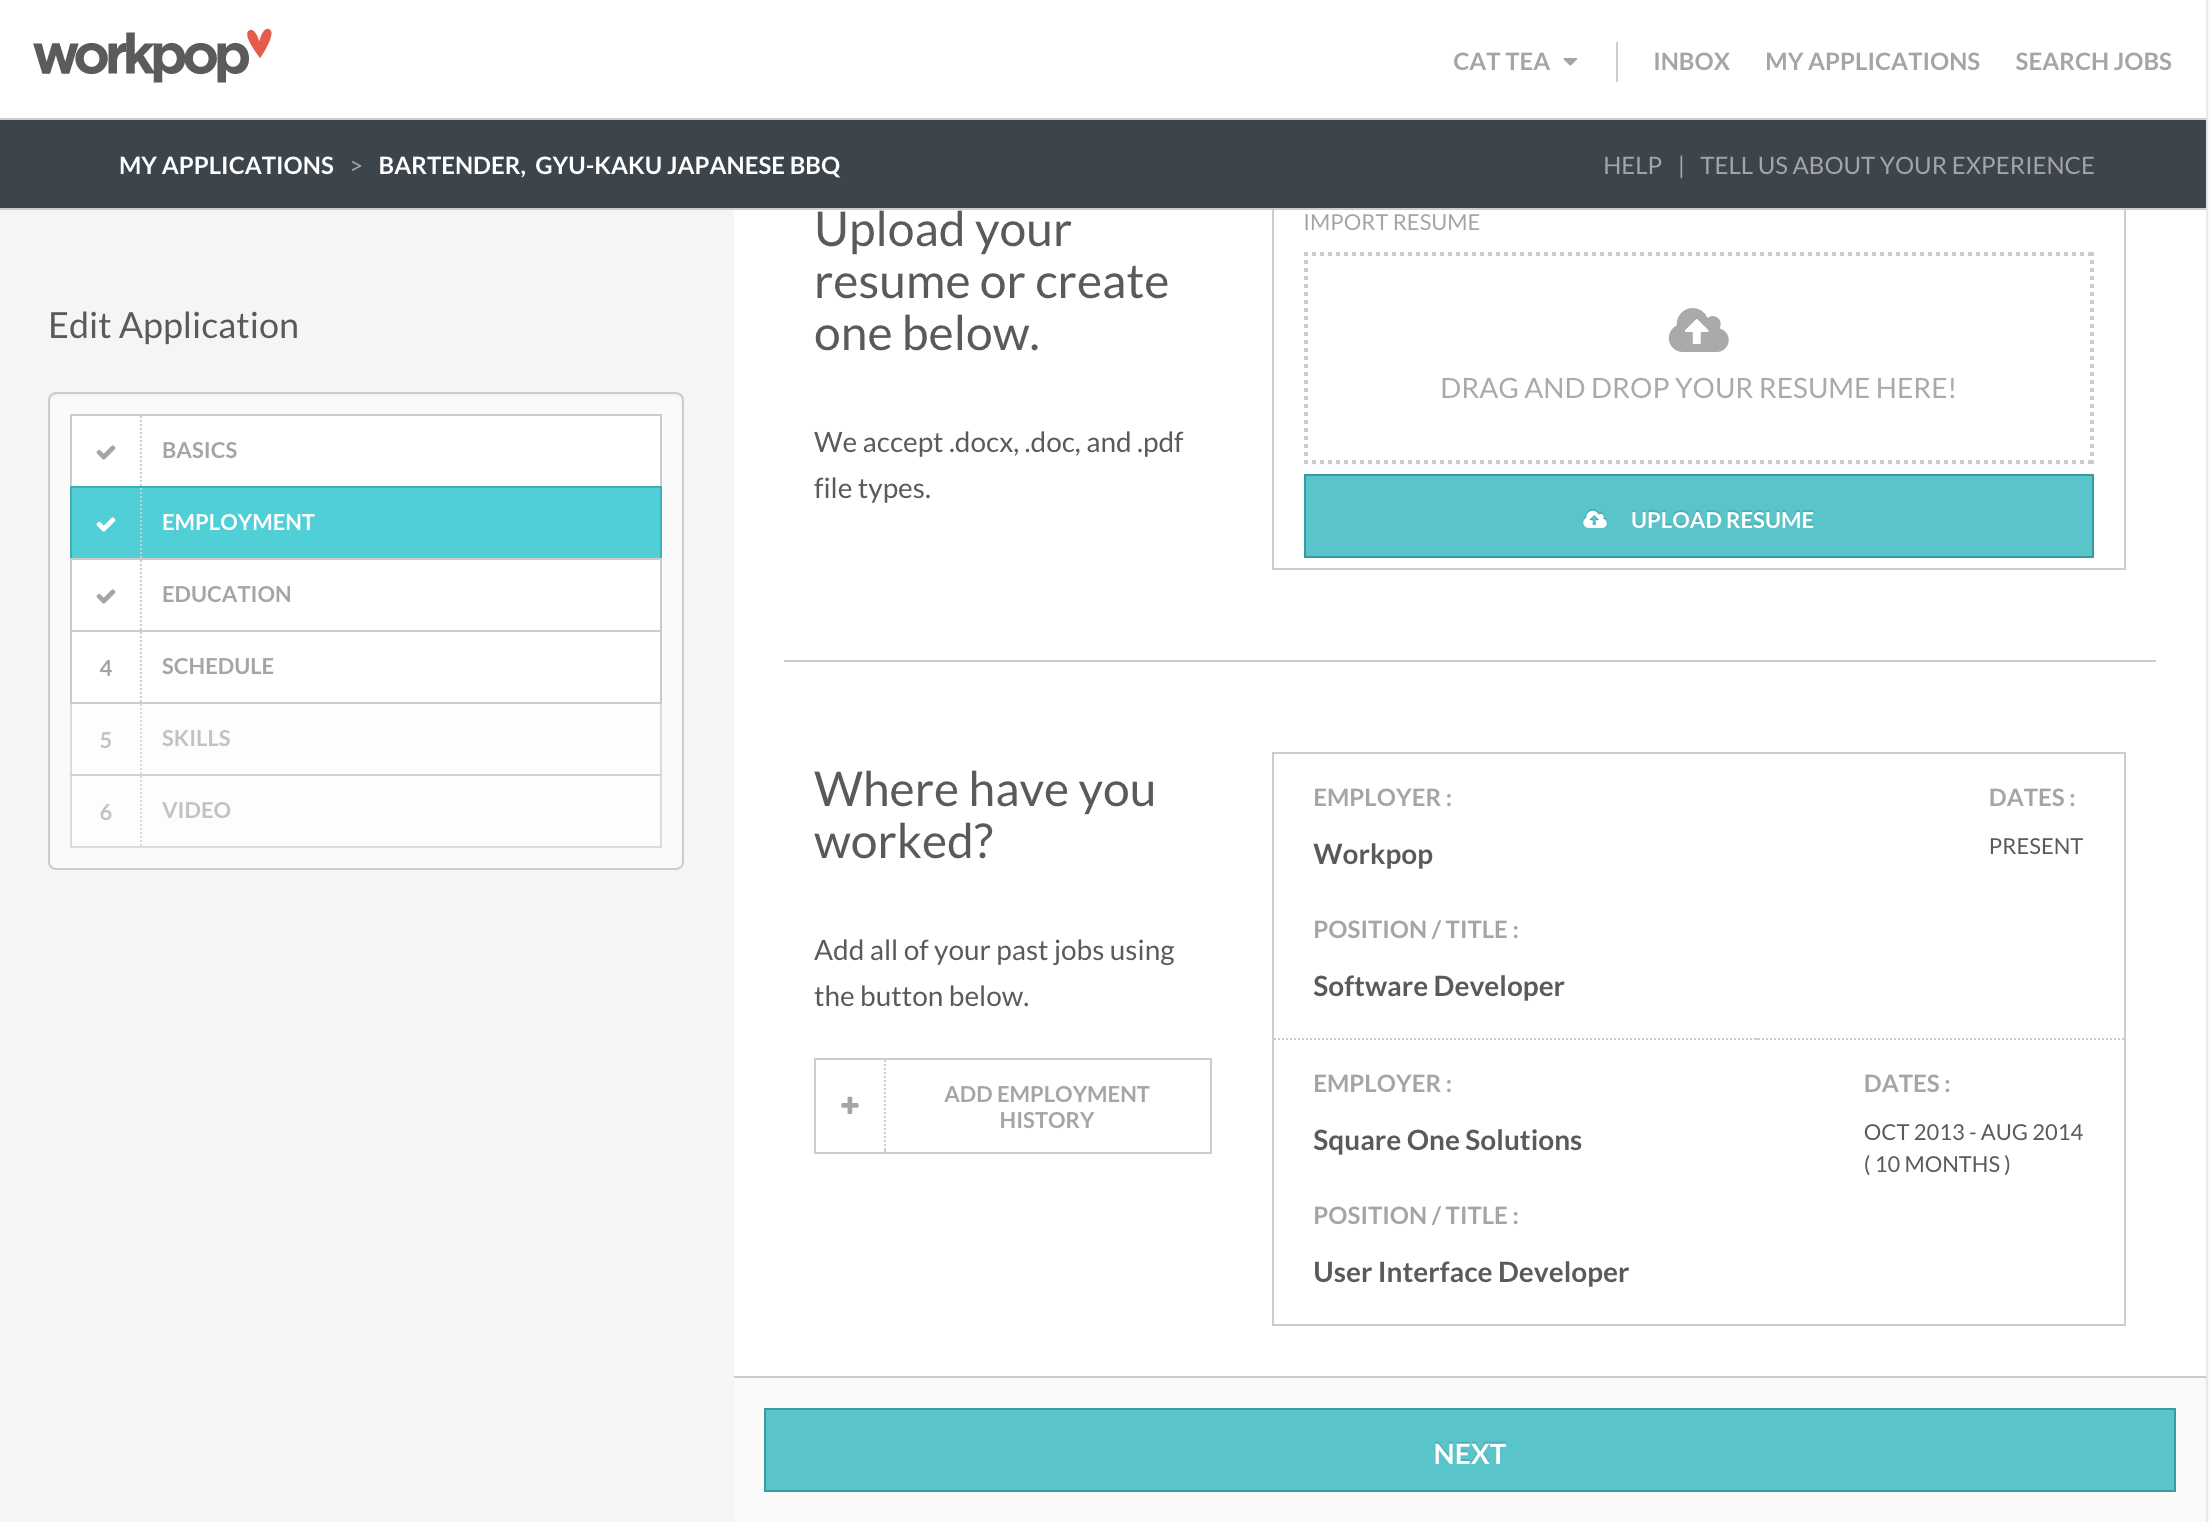 workpop
CAT TEA
INBOX
MY APPLICATIONS
SEARCH JOBS
MY APPLICATIONS > BARTENDER, GYU-KAKU JAPANESE BBQ
HELP | TELL US ABOUT YOUR EXPERIENCE
Edit Application
BASICS
EMPLOYMENT
EDUCATION
4 SCHEDULE
5 SKILLS
6 VIDEO
Upload your
resume or create
one below.
We accept .docx, .doc, and .pdf
file types.
IMPORT RESUME
DRAG AND DROP YOUR RESUME HERE!
UPLOAD RESUME
Where have you
worked?
Add all of your past jobs using
the button below.
+ ADD EMPLOYMENT
HISTORY
EMPLOYER :
DATES :
Workpop
PRESENT
POSITION / TITLE :
Software Developer
EMPLOYER :
DATES :
Square One Solutions
OCT 2013 - AUG 2014
( 10 MONTHS )
POSITION / TITLE :
User Interface Developer
NEXT